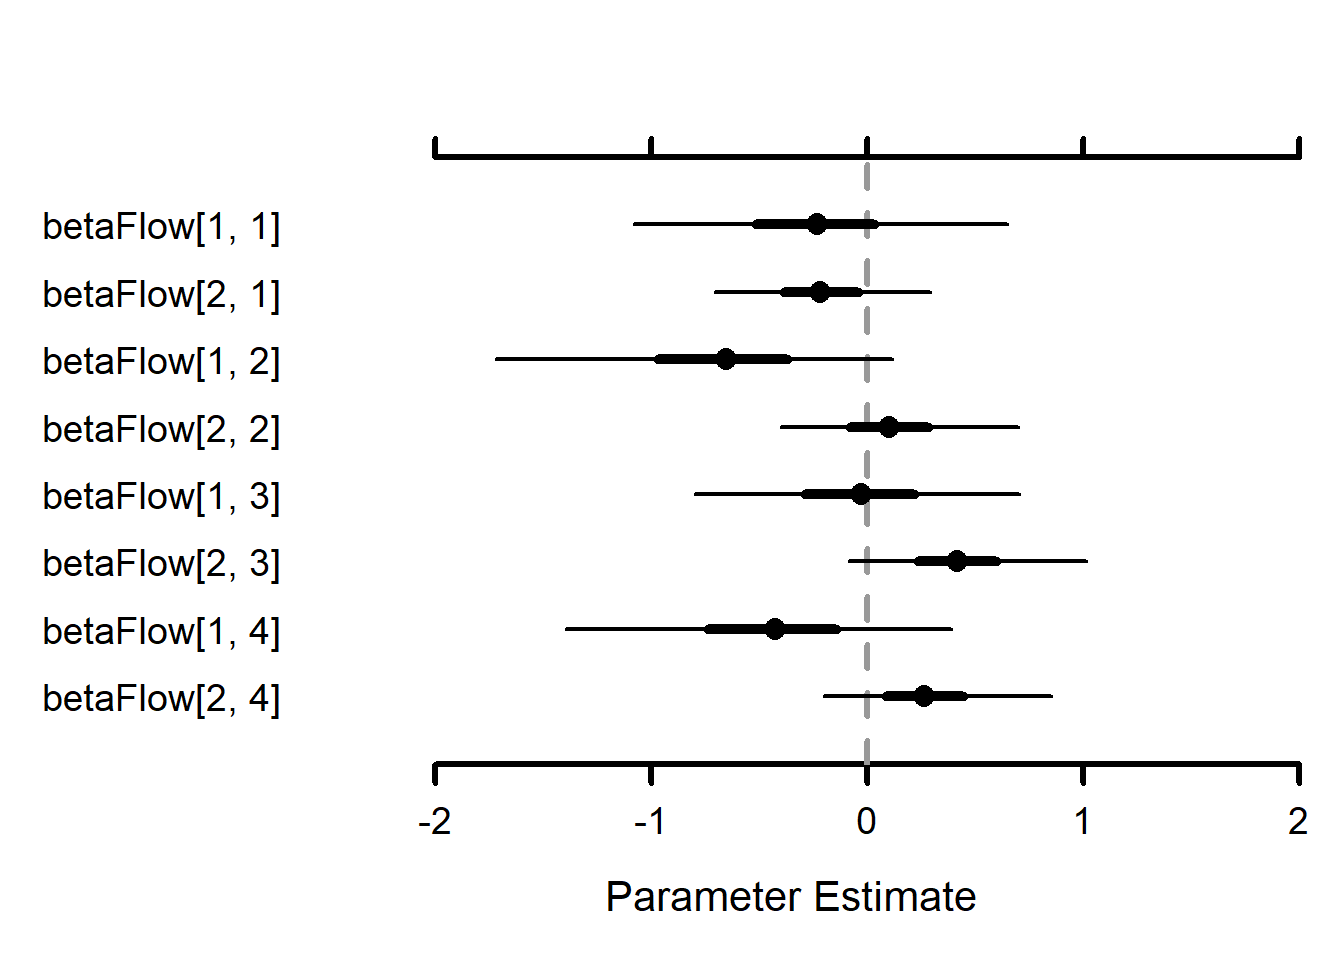 betaFlow[1, 1]
betaFlow[2, 1]
betaFlow[1, 2]
betaFlow[2, 2]
betaFlow[1, 3]
betaFlow[2, 3]
betaFlow[1, 4]
betaFlow[2, 4]
-2 -1 0 1 2
Parameter Estimate